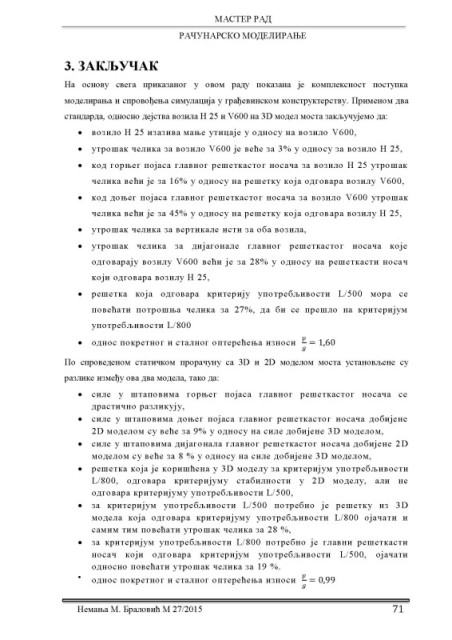 МАСТЕР РАД
РАЧУНАРСКО МОДЕЛИРАЊЕ
3. ЗАКЉУЧАК
На основу свега приказаног у овом раду показана је комплексност поступка
моделирања и спровођења симулација у грађевинском конструктерству. Применом два
стандарда, односно дејства возила H 25 и V600 на 3D модел моста закључујемо да:
• возило H 25 изазива мање утицаје у односу на возило V600,
• утрошак челика за возило V600 је веће за 3% у односу за возило H 25,
• код горњег појаса главног решеткастог носача за возило H 25 утрошак
челика већи је за 16% у односу на решетку која одговара возилу V600,
• код доњег појаса главног решеткастог носача за возило V600 утрошак
челика већи је за 45% у односу на решетку која одговара возилу H 25,
• утрошак челика за вертикале исти за оба возила,
• утрошак челика за дијагонале главног решеткастог носача које
одговарају возилу V600 већи је за 28% у односу на решеткасти носач
који одговара возилу H 25,
• решетка која одговара критерију употребљивости L/500 мора се
повећати потрошња челика за 27%, да би се прешло на критеријум
употребљивости L/800
• однос покретног и сталног оптерећења износи p/g = 1,60
По спроведеном статичком прорачуну са 3D и 2D моделом моста установљене су
разлике између ова два модела, тако да:
• силе у штаповима горњег појаса главног решеткастог носача се
драстично разликују,
• силе у штаповима доњег појаса главног решеткастог носача добијене
2D моделом су веће за 9% у односу на силе добијене 3D моделом,
• силе у штаповима дијагонала главног решеткастог носача добијене 2D
моделом су веће за 8 % у односу на силе добијене 3D моделом,
• решетка која је коришћена у 3D моделу за критеријум употребљивости
L/800, одговара критеријуму стабилности у 2D моделу, али не
одговара критеријуму употребљивости L/500,
• за критеријум употребљивости L/500 потребно је решетку из 3D
модела која одговара критеријуму употребљивости L/800 ојачати и
самим тим повећати утрошак челика за 28 %,
• за критеријум употребљивости L/800 потребно је главни решеткасти
носач који одговара критеријум употребљивости L/500, ојачати
односно повећати утрошак челика за 19 %.
• однос покретног и сталног оптерећења износи p/g = 0,99
Немања М. Браловић М 27/2015 71